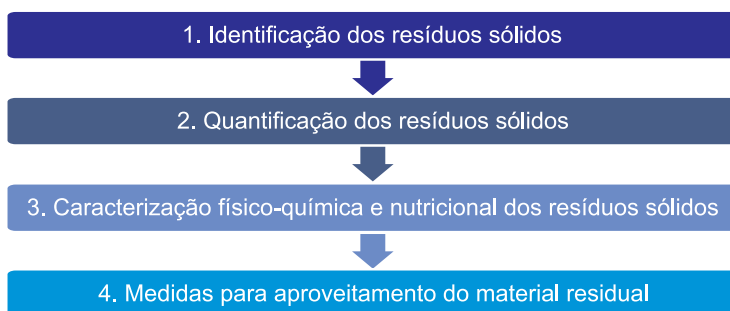 1. Identificação dos resíduos sólidos
2. Quantificação dos resíduos sólidos
3. Caracterização físico-química e nutricional dos resíduos sólidos
4. Medidas para aproveitamento do material residual